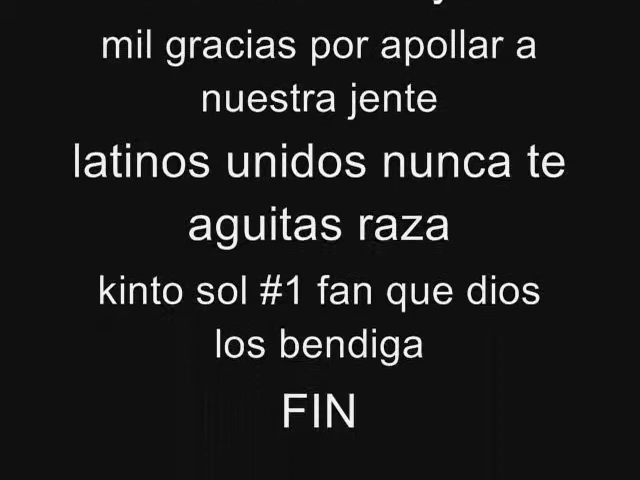 mil gracias por apollar a
nuestra jente
latinos unidos nunca te
aguitas raza
kinto sol #1 fan que dios
los bendiga
FIN